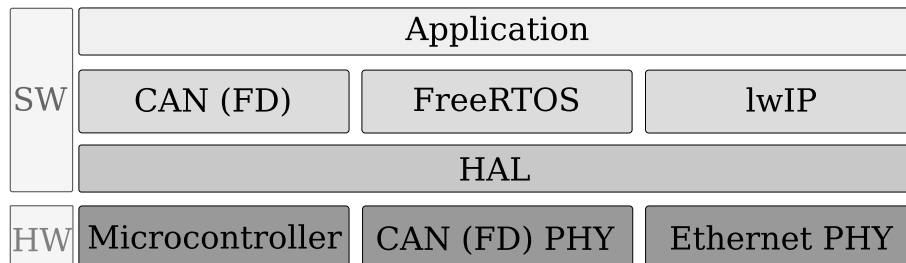 Application
SW
CAN (FD)
FreeRTOS
lwIP
HAL
HW
Microcontroller
CAN (FD) PHY
Ethernet PHY